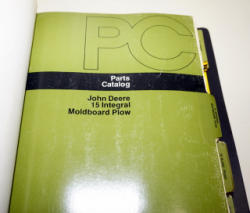 PC
Parts
Catalog
John Deere
15 Integral
Moldboard Plow